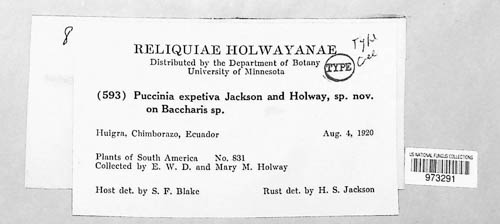 8
RELIQUIAE HOLWAYANAE
Distributed by the Department of Botany
University of Minnesota
TYPE
Type
(593) Puccinia expetiva Jackson and Holway, sp. nov.
on Baccharis sp.
Huigra, Chimborazo, Ecuador Aug. 4, 1920
Plants of South America No. 831
Collected by E. W. D. and Mary M. Holway
Host det. by S. F. Blake Rust det. by H. S. Jackson
US NATIONAL FUNGUS COLLECTIONS
973291